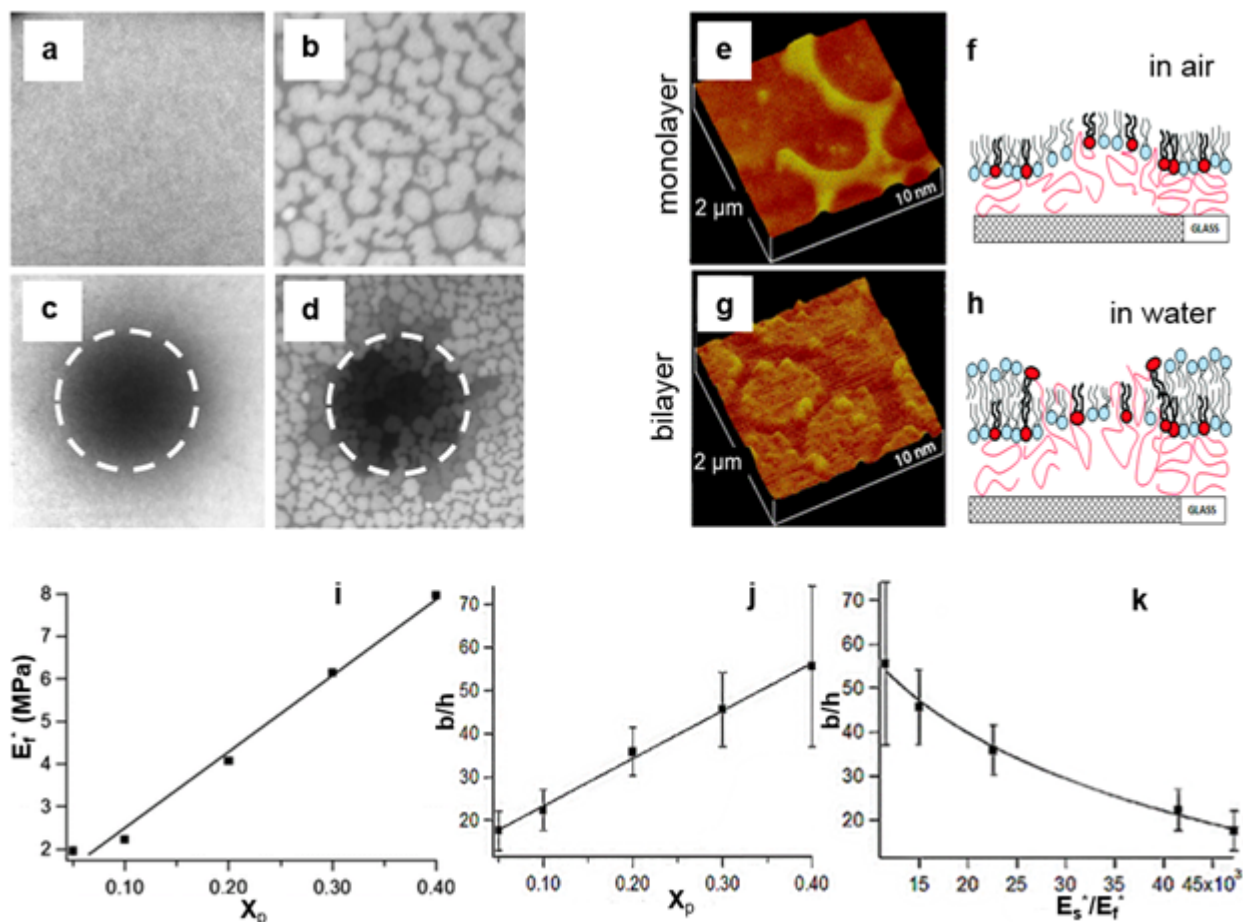 a
b
c
d
monolayer
e
2 μm
10 nm
f
in air
GLASS
bilayer
g
2 μm
10 nm
h
in water
GLASS
i
E_f^* (MPa)
8
7
6
5
4
3
2
0.10 0.20 0.30 0.40
X_p
j
b/h
70
60
50
40
30
20
0.10 0.20 0.30 0.40
X_p
k
b/h
70
60
50
40
30
20
15 20 25 30 35 40 45x10^3
E_s^*/E_f^*